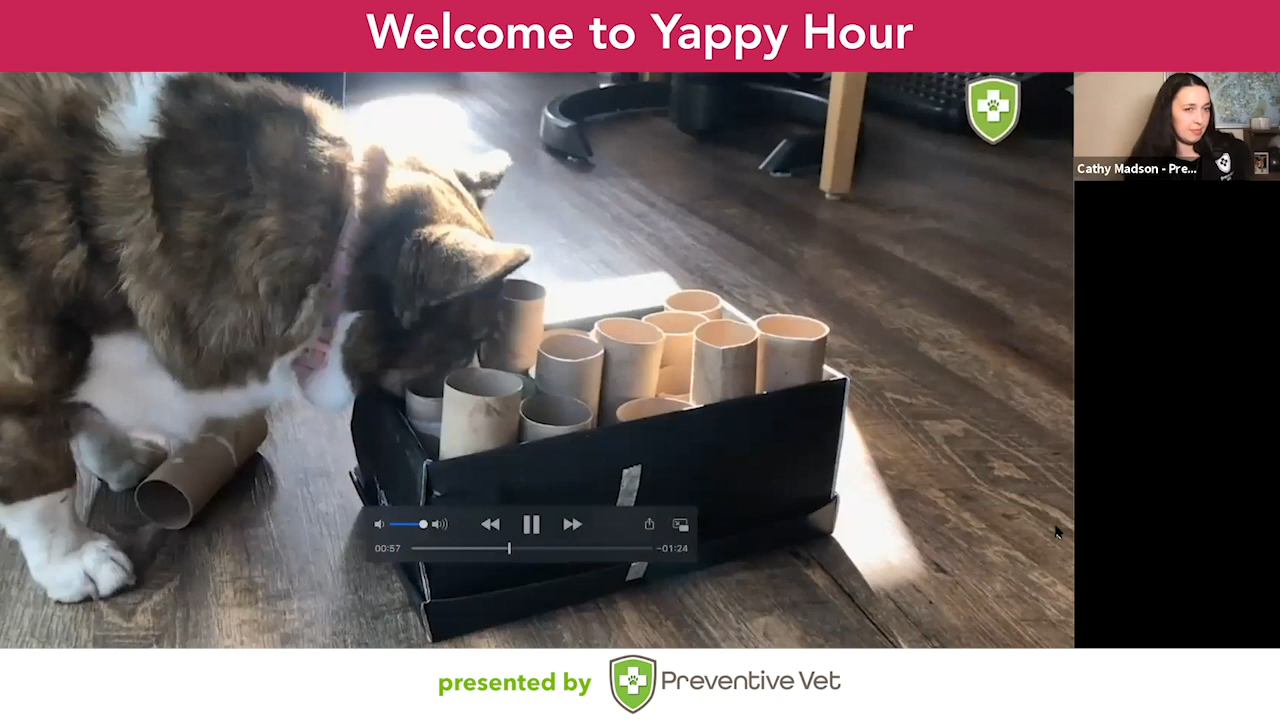 Welcome to Yappy Hour
Cathy Madson - Pre...
00:57
-01:24
presented by
Preventive Vet